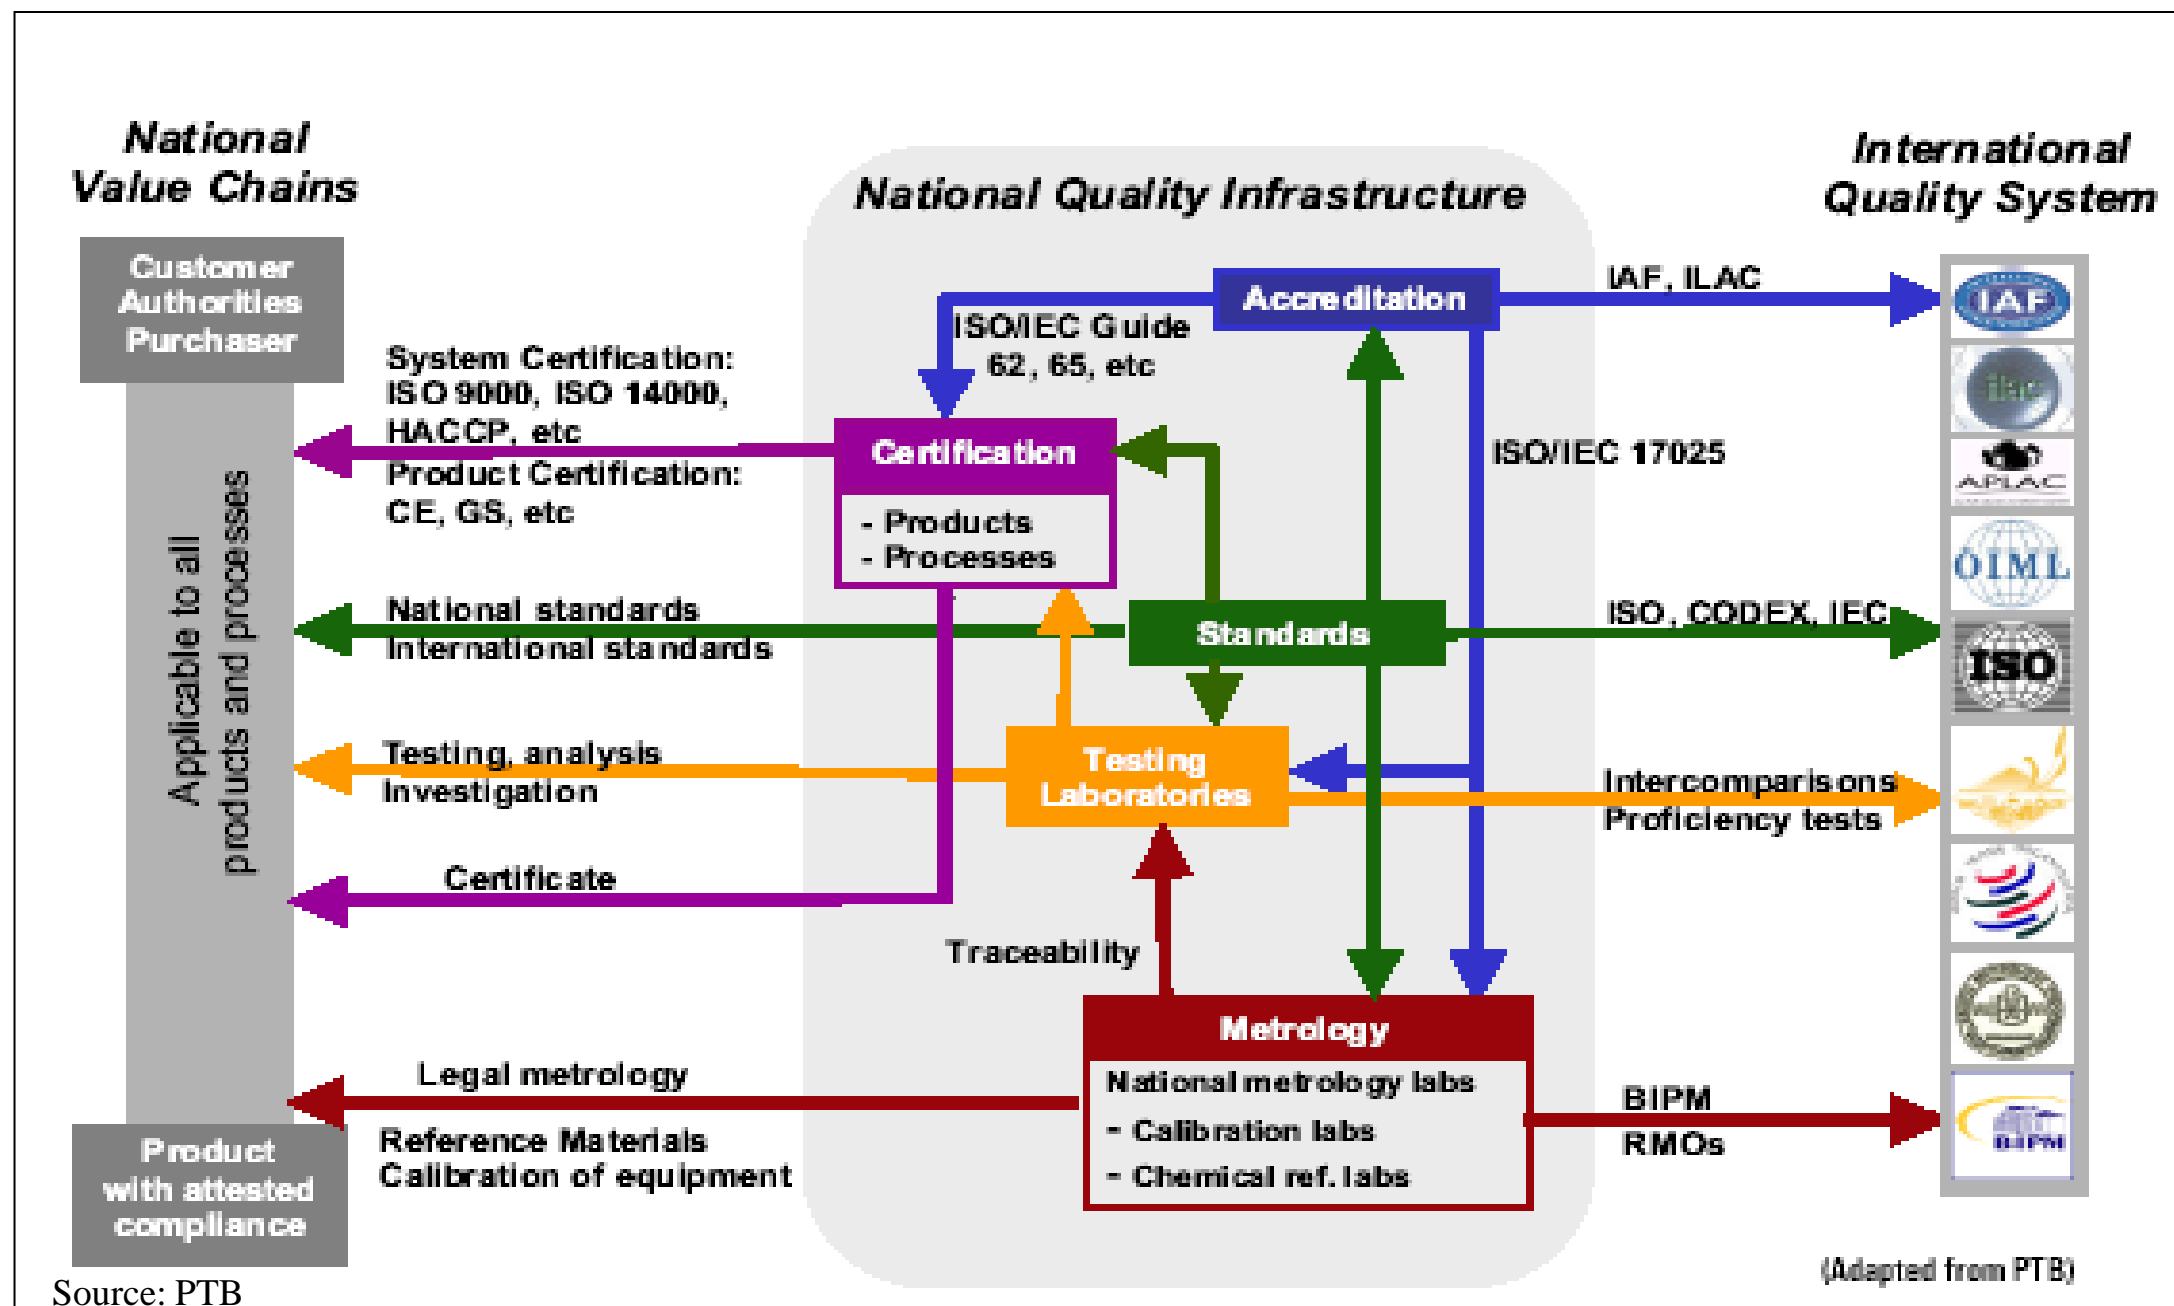 National
Value Chains
National Quality Infrastructure
International
Quality System
Customer
Authorities
Purchaser
Applicable to all
products and processes
Product
with attested
compliance
System Certification:
ISO 9000, ISO 14000,
HACCP, etc
Product Certification:
CE, GS, etc
National standards
International standards
Testing, analysis
Investigation
Certificate
Legal metrology
Reference Materials
Calibration of equipment
Accreditation
ISO/IEC Guide
62, 65, etc
Certification
- Products
- Processes
ISO/IEC 17025
Standards
Testing
Laboratories
Traceability
Metrology
National metrology labs
- Calibration labs
- Chemical ref. labs
IAF, ILAC
ISO, CODEX, IEC
Intercomparisons
Proficiency tests
BIPM
RMOs
IAF
ilac
APLAC
OIML
ISO
BIPM
(Adapted from PTB)
Source: PTB